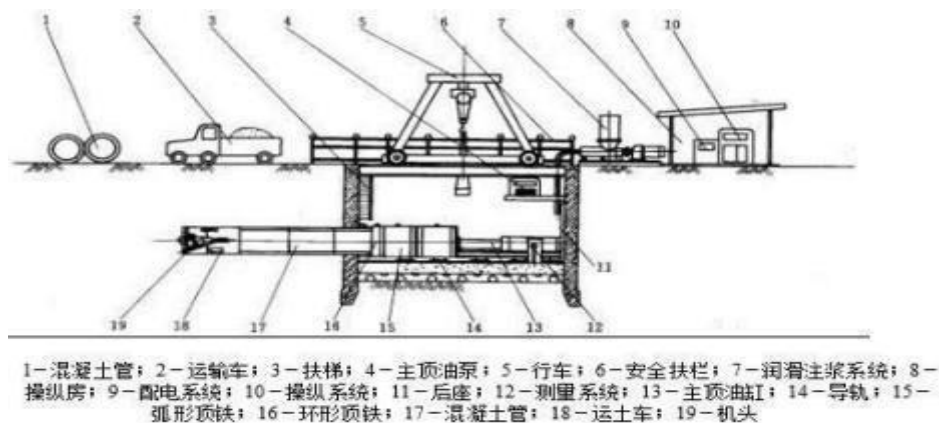 1 2 3 4 5 6 7 8 9 10
11
19 18 17 16 15 14 13 12
1-混凝土管；2-运输车；3-扶梯；4-主顶油泵；5-行车；6-安全扶栏；7-润滑注浆系统；8-
操纵房；9-配电系统；10-操纵系统；11-后座；12-测量系统；13-主顶油缸；14-导轨；15-
弧形顶铁；16-环形顶铁；17-混凝土管；18-运土车；19-机头